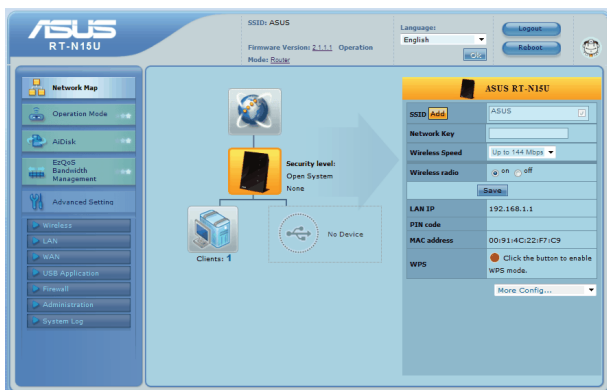 ASUS
RT-N15U
SSID: ASUS
Firmware Version: 2.1.1.1 Operation
Mode: Router
Language:
English
OK
Logout
Reboot
Network Map
Operation Mode
AiDisk
EzQoS
Bandwidth
Management
Advanced Setting
Wireless
LAN
WAN
USB Application
Firewall
Administration
System Log
Security level:
Open System
None
Clients: 1
No Device
ASUS RT-N15U
SSID Add ASUS
Network Key
Wireless Speed Up to 144 Mbps
Wireless radio on off
Save
LAN IP 192.168.1.1
PIN code
MAC address 00:91:4C:22:F7:C9
WPS Click the button to enable
WPS mode.
More Config...